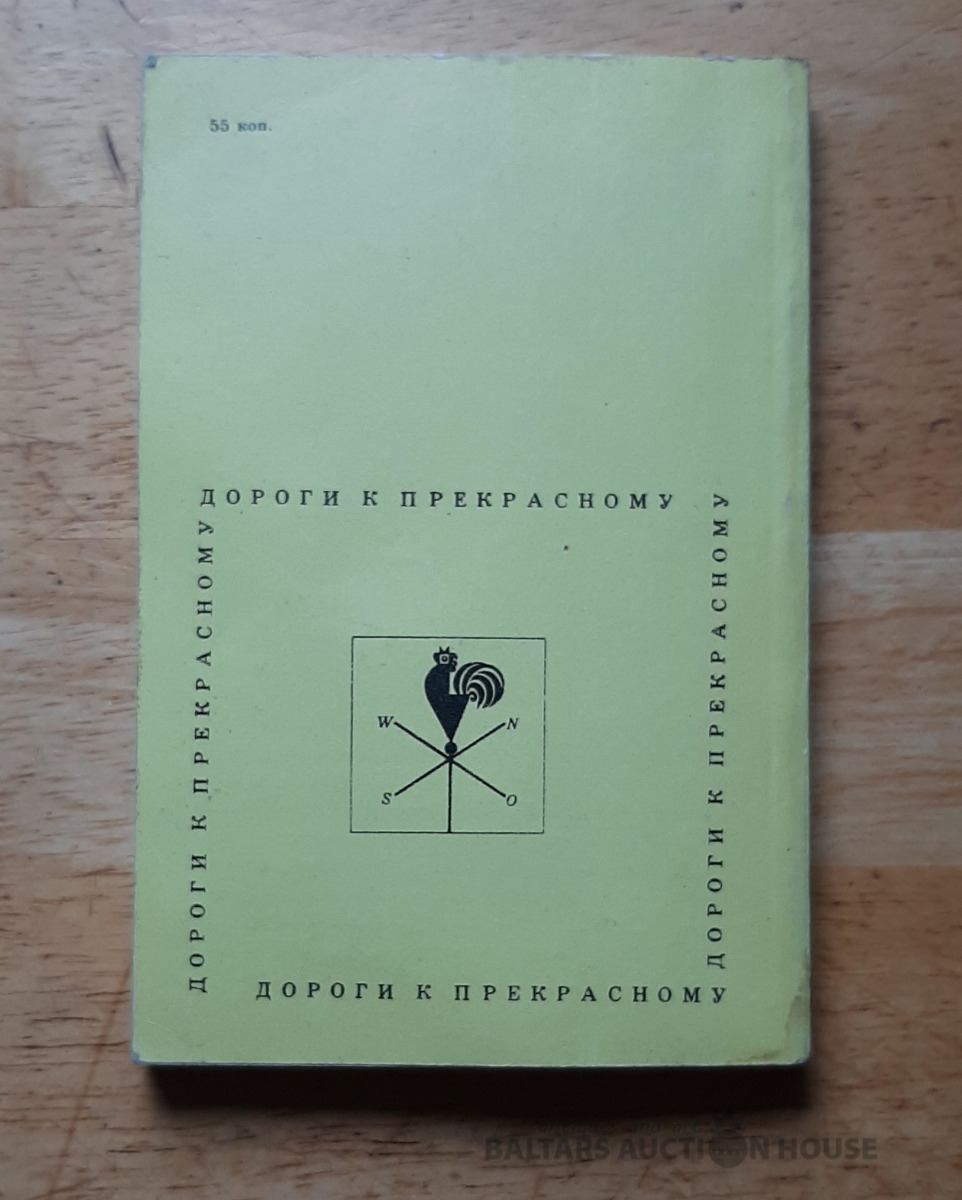 55 коп.
ДОРОГИ К ПРЕКРАСНОМУ
ДОРОГИ К ПРЕКРАСНОМУ
ДОРОГИ К ПРЕКРАСНОМУ
W N
S O
ДОРОГИ К ПРЕКРАСНОМУ
BALTARS AUCTION HOUSE